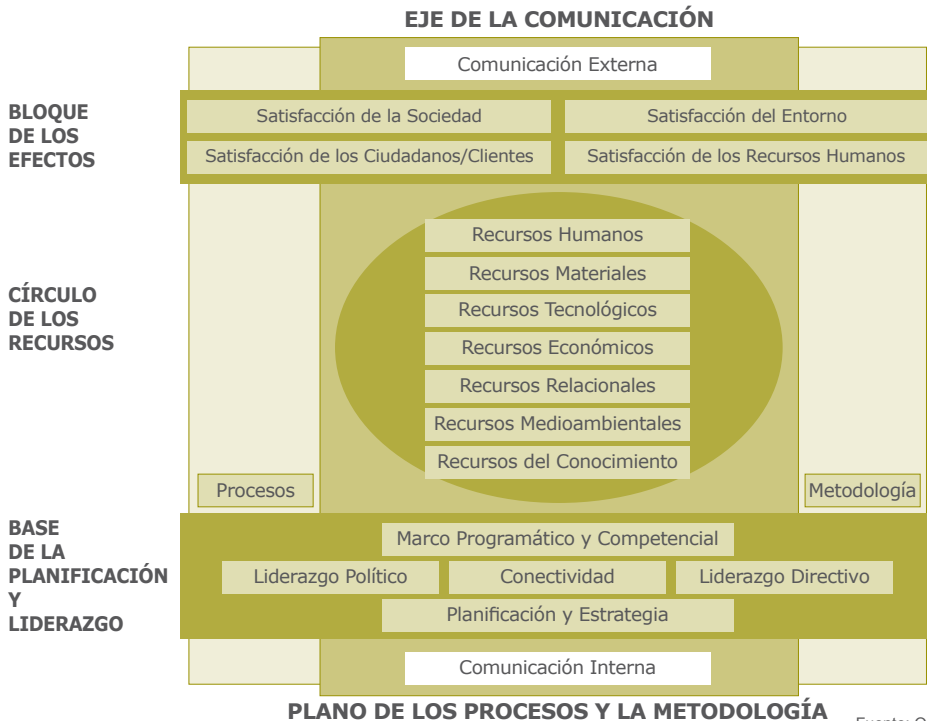 EJE DE LA COMUNICACIÓN
Comunicación Externa
BLOQUE
DE LOS
EFECTOS
Satisfacción de la Sociedad
Satisfacción del Entorno
Satisfacción de los Ciudadanos/Clientes
Satisfacción de los Recursos Humanos
CÍRCULO
DE LOS
RECURSOS
Recursos Humanos
Recursos Materiales
Recursos Tecnológicos
Recursos Económicos
Recursos Relacionales
Recursos Medioambientales
Recursos del Conocimiento
Procesos
Metodología
BASE
DE LA
PLANIFICACIÓN
Y
LIDERAZGO
Marco Programático y Competencial
Liderazgo Político
Conectividad
Liderazgo Directivo
Planificación y Estrategia
Comunicación Interna
PLANO DE LOS PROCESOS Y LA METODOLOGÍA